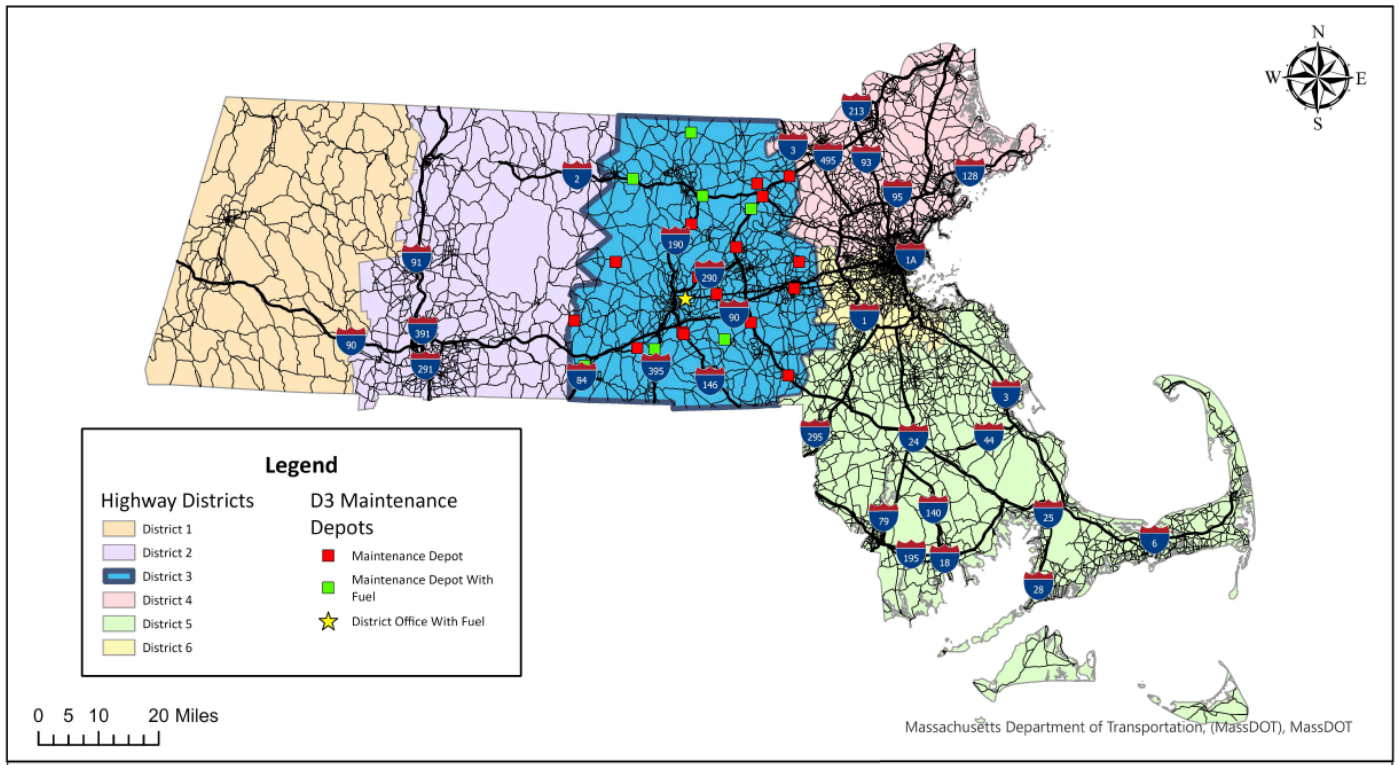 N
W
E
S
213
3
495
93
2
128
95
190
91
1A
290
90
1
391
90
291
84
395
146
3
295
24
44
79
140
25
195
18
6
28
Legend
Highway Districts
District 1
District 2
District 3
District 4
District 5
District 6
D3 Maintenance
Depots
Maintenance Depot
Maintenance Depot With
Fuel
District Office With Fuel
0 5 10 20 Miles
Massachusetts Department of Transportation, (MassDOT), MassDOT